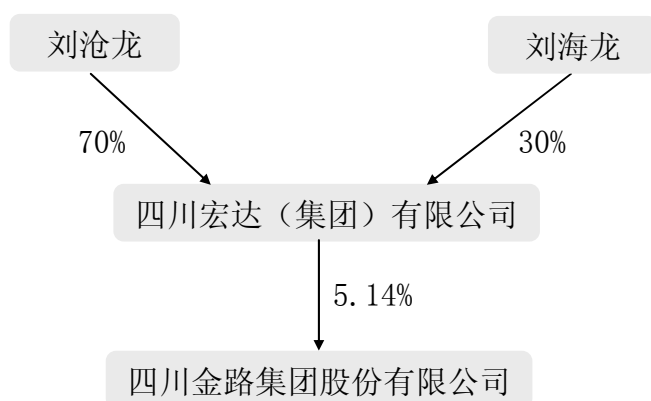 刘沧龙
刘海龙
70%
30%
四川宏达（集团）有限公司
5.14%
四川金路集团股份有限公司